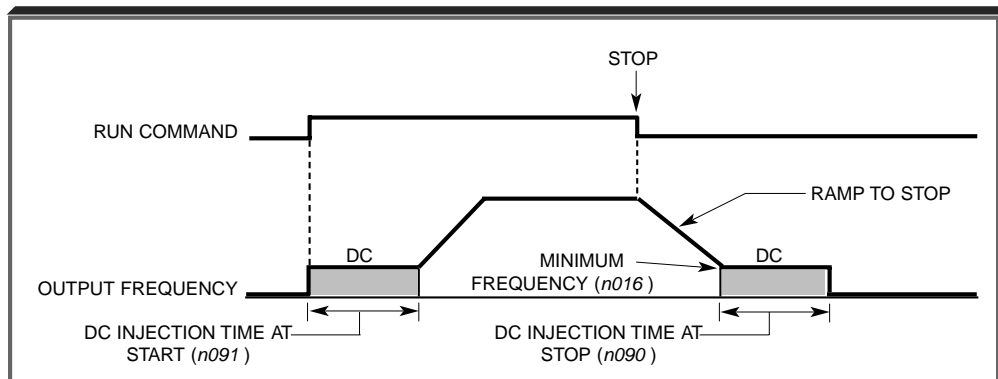 STOP
RUN COMMAND
RAMP TO STOP
DC
MINIMUM
FREQUENCY (n016 )
DC
OUTPUT FREQUENCY
DC INJECTION TIME AT
START (n091 )
DC INJECTION TIME AT
STOP (n090 )